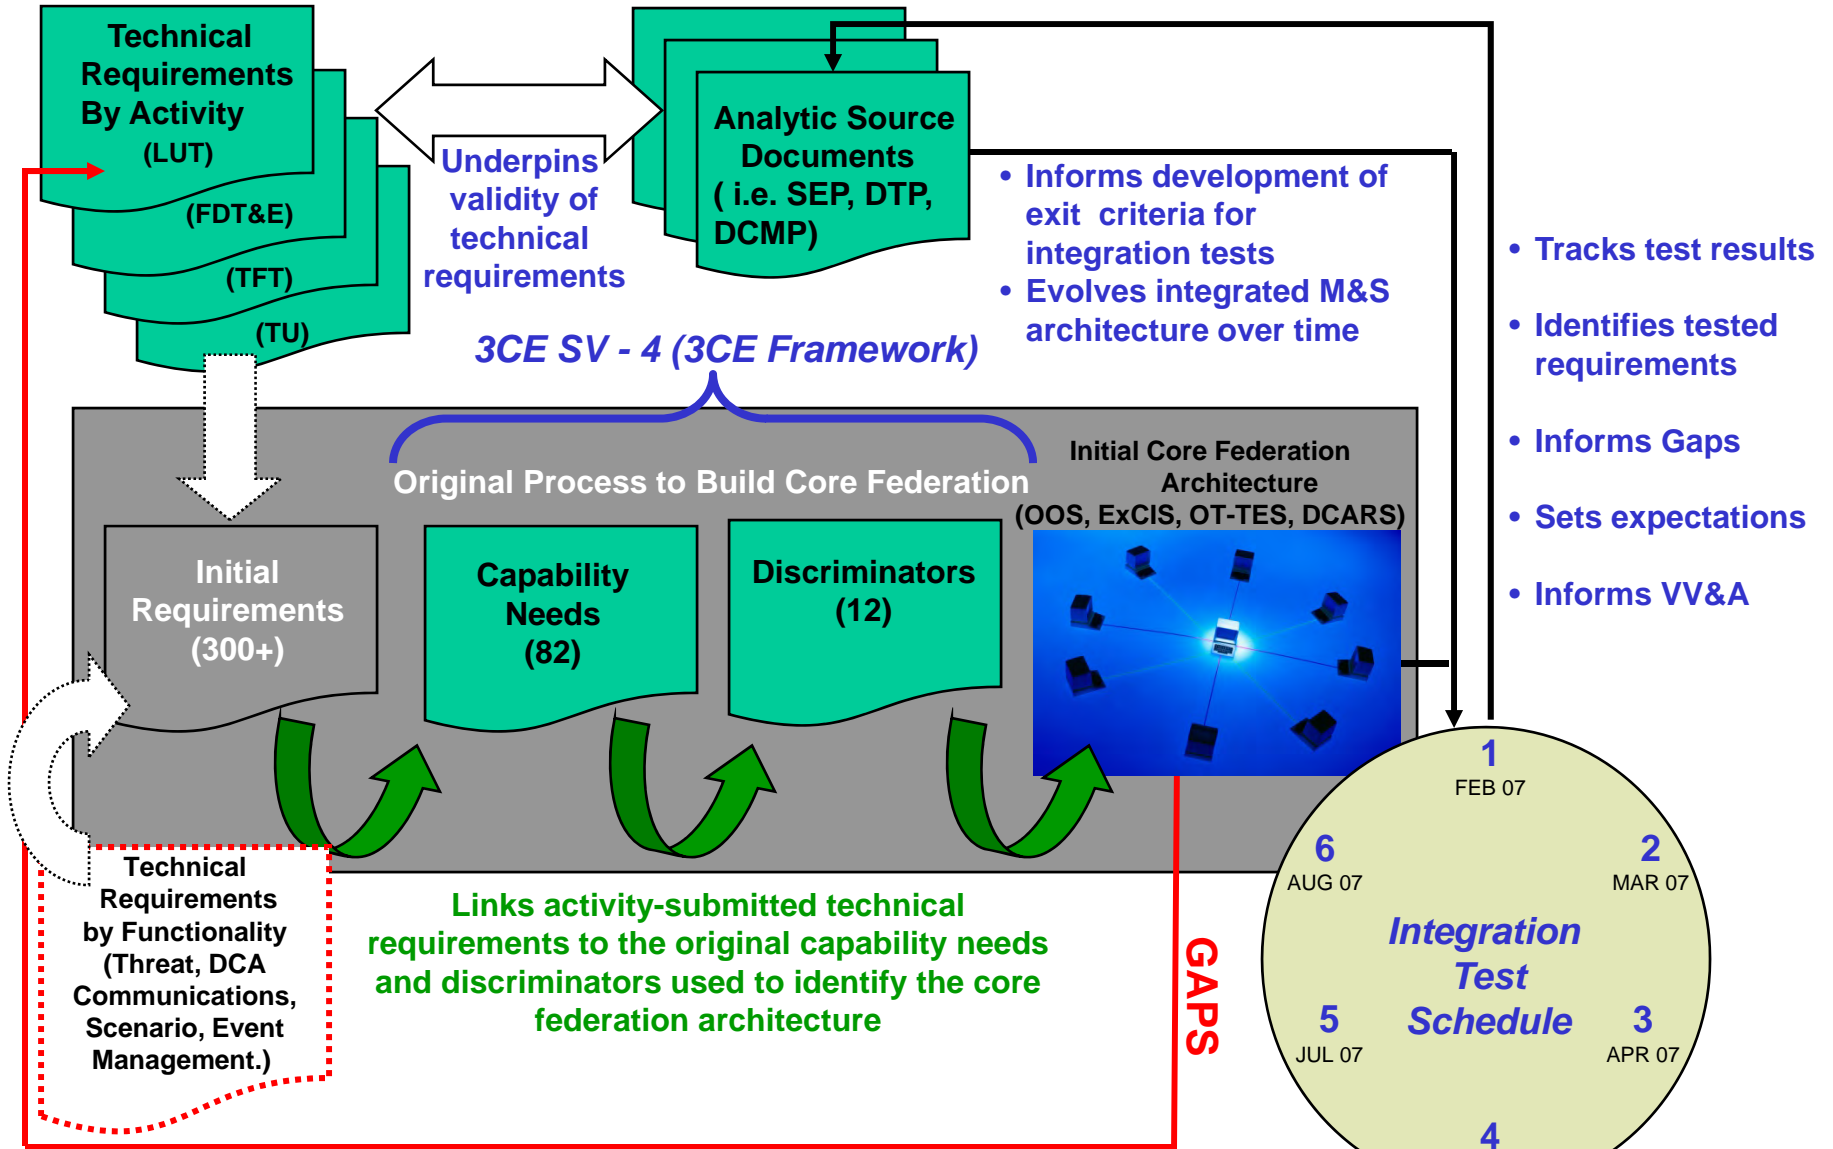 Technical
Requirements
By Activity
(LUT)
(FDT&E)
(TFT)
(TU)
Underpins
validity of
technical
requirements
Analytic Source
Documents
( i.e. SEP, DTP,
DCMP)
• Informs development of
exit criteria for
integration tests
• Evolves integrated M&S
architecture over time
• Tracks test results
• Identifies tested
requirements
• Informs Gaps
• Sets expectations
• Informs VV&A
3CE SV - 4 (3CE Framework)
Original Process to Build Core Federation
Initial Core Federation
Architecture
(OOS, ExCIS, OT-TES, DCARS)
Initial
Requirements
(300+)
Capability
Needs
(82)
Discriminators
(12)
Technical
Requirements
by Functionality
(Threat, DCA
Communications,
Scenario, Event
Management.)
Links activity-submitted technical
requirements to the original capability needs
and discriminators used to identify the core
federation architecture
GAPS
1
FEB 07
2
MAR 07
3
APR 07
4
5
JUL 07
6
AUG 07
Integration
Test
Schedule